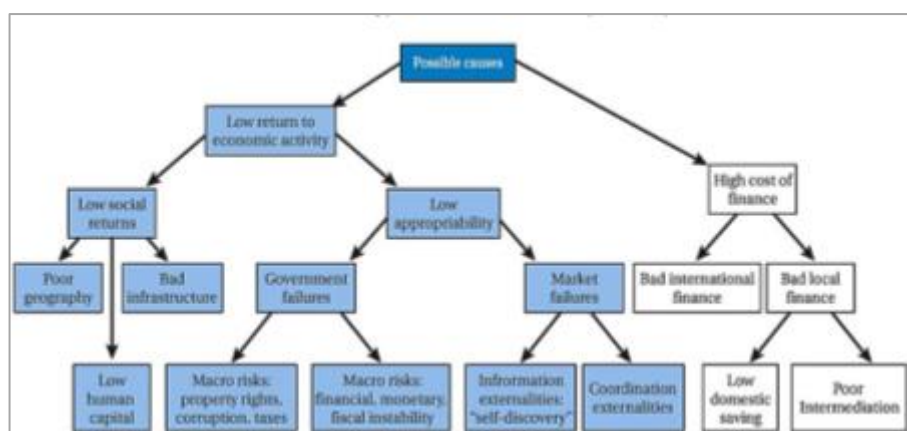 Possible causes
Low return to
economic activity
High cost of
finance
Low social
returns
Low
appropriability
Poor
geography
Bad
infrastructure
Government
failures
Market
failures
Bad international
finance
Bad local
finance
Low
human
capital
Macro risks:
property rights,
corruption, taxes
Macro risks:
financial, monetary,
fiscal instability
Infrormation
externalities:
"self-discovery"
Coordination
externalities
Low
domestic
saving
Poor
Intermediation